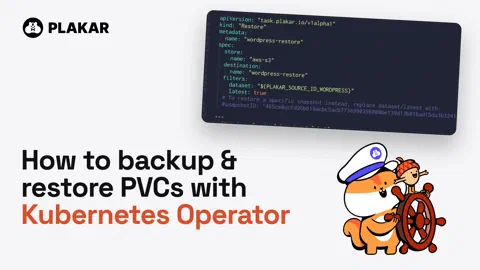 PLAKAR
apiVersion: "task.plakar.io/v1alpha1"
kind: "Restore"
metadata:
name: "wordpress-restore"
spec:
store:
name: "aws-s3"
destination:
name: "wordpress-restore"
filters:
dataset: "${PLAKAR_SOURCE_ID_WORDPRESS}"
latest: true
# To restore a specific snapshot instead, replace dataset/latest with:
How to backup &
restore PVCs with
Kubernetes Operator